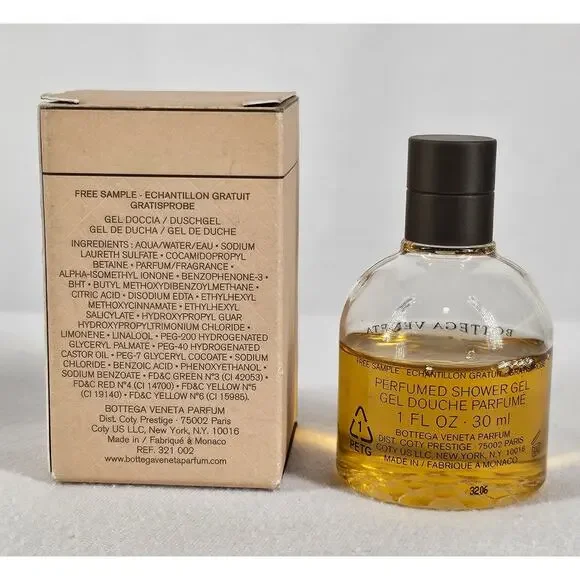 FREE SAMPLE - ECHANTILLON GRATUIT
GRATISPROBE
GEL DOCCIA / DUSCHGEL
GEL DE DUCHA / GEL DE DUCHE
INGREDIENTS : AQUA/WATER/EAU • SODIUM
LAURETH SULFATE • COCAMIDOPROPYL
BETAINE • PARFUM/FRAGRANCE •
ALPHA-ISOMETHYL IONONE • BENZOPHENONE-3 •
BHT • BUTYL METHOXYDIBENZOYLMETHANE •
CITRIC ACID • DISODIUM EDTA • ETHYLHEXYL
METHOXYCINNAMATE • ETHYLHEXYL
SALICYLATE • HYDROXYPROPYL GUAR
HYDROXYPROPYLTRIMONIUM CHLORIDE •
LIMONENE • LINALOOL • PEG-200 HYDROGENATED
GLYCERYL PALMATE • PEG-40 HYDROGENATED
CASTOR OIL • PEG-7 GLYCERYL COCOATE • SODIUM
CHLORIDE • BENZOIC ACID • PHENOXYETHANOL •
SODIUM BENZOATE • FD&C GREEN N°3 (CI 42053) •
FD&C RED N°4 (CI 14700) • FD&C YELLOW N°5
(CI 19140) • FD&C YELLOW N°6 (CI 15985).
BOTTEGA VENETA PARFUM
Dist. Coty Prestige - 75002 Paris
Coty US LLC, New York, N.Y. 10016
Made in / Fabriqué à Monaco
REF. 321 002
www.bottegavenetaparfum.com
BOTTEGA VENETA
FREE SAMPLE - ECHANTILLON GRATUIT - GRATISPROBE
PERFUMED SHOWER GEL
GEL DOUCHE PARFUMÉ
1 FL OZ - 30 ml
BOTTEGA VENETA PARFUM
DIST. COTY PRESTIGE - 75002 PARIS
COTY US LLC, NEW YORK, N.Y. 10016
MADE IN / FABRIQUÉ À MONACO
1
PETG
3206